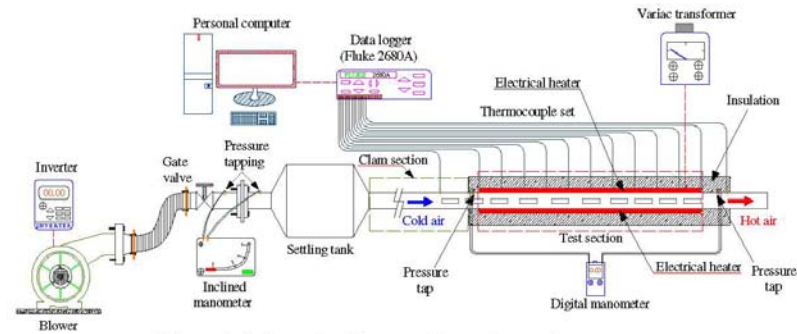 Personal computer
Data logger
(Fluke 2680A)
Variac transformer
2680A
Electrical heater
Thermocouple set
Insulation
Pressure
tapping
Clam section
Gate
valve
Inverter
00.00
Cold air
Hot air
Settling tank
Test section
Inclined
manometer
Pressure
tap
Electrical heater
Pressure
tap
Digital manometer
Blower